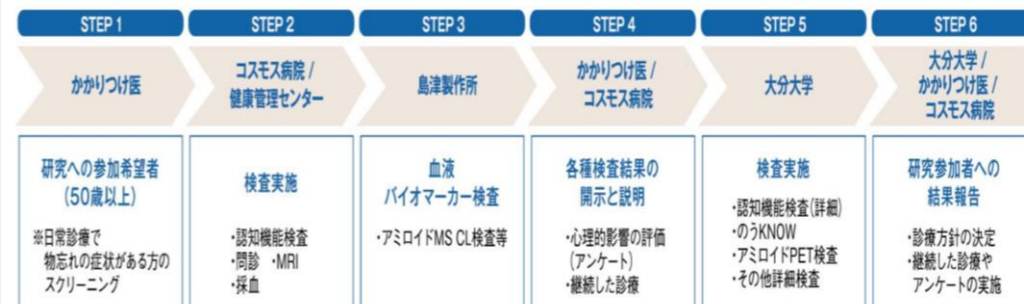 STEP 1
かかりつけ医
研究への参加希望者
(50歳以上)
※日常診療で
物忘れの症状がある方の
スクリーニング
STEP 2
コスモス病院 /
健康管理センター
検査実施
・認知機能検査
・問診 ・MRI
・採血
STEP 3
島津製作所
血液
バイオマーカー検査
・アミロイドMS CL検査等
STEP 4
かかりつけ医 /
コスモス病院
各種検査結果の
開示と説明
・心理的影響の評価
(アンケート)
・継続した診療
STEP 5
大分大学
検査実施
・認知機能検査(詳細)
・のうKNOW
・アミロイドPET検査
・その他詳細検査
STEP 6
大分大学 /
かかりつけ医 /
コスモス病院
研究参加者への
結果報告
・診療方針の決定
・継続した診療や
アンケートの実施